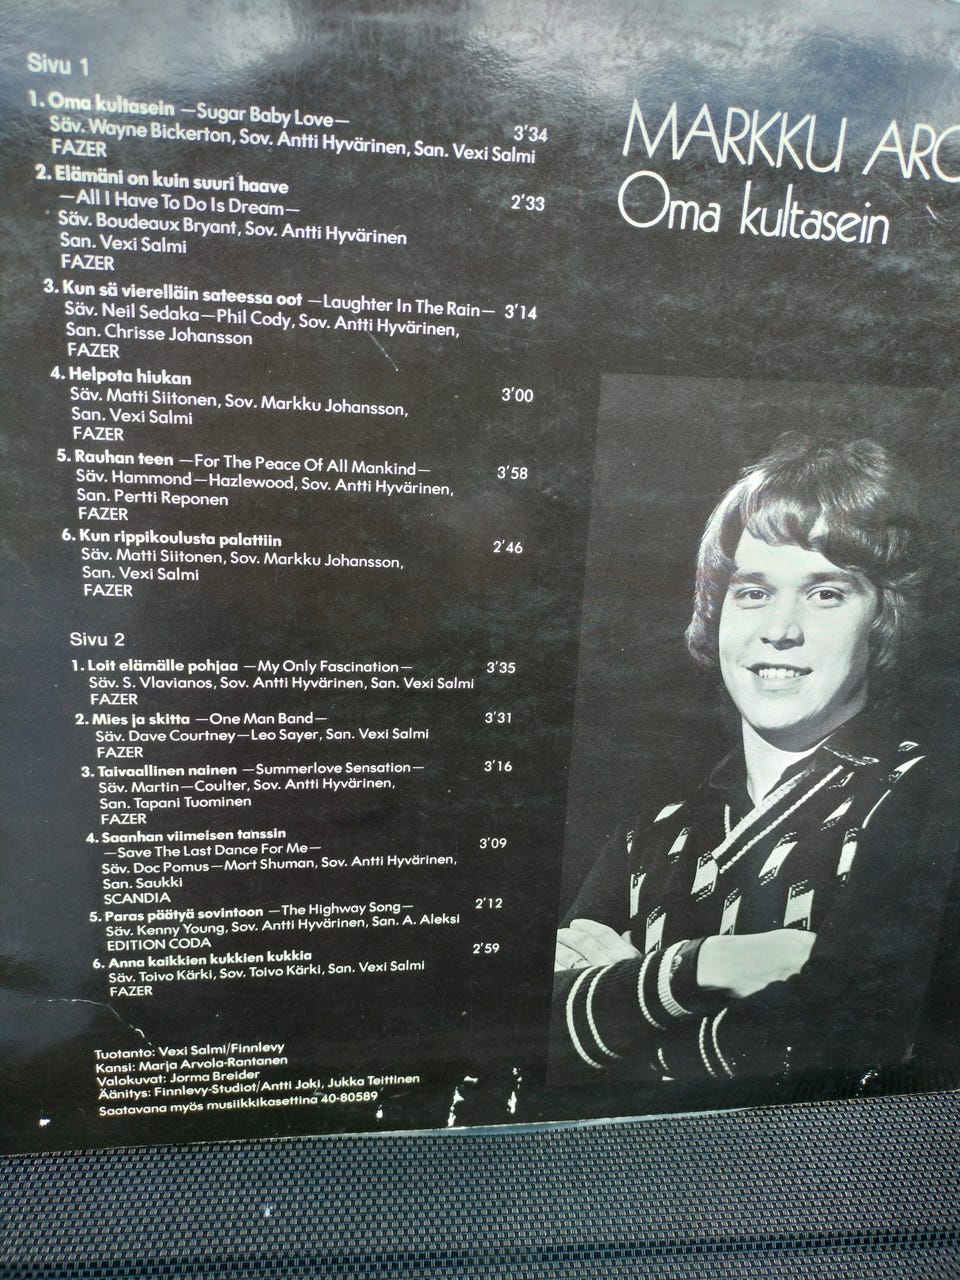 Sivu 1
1. Oma kultasein —Sugar Baby Love— 3'34
Säv. Wayne Bickerton, Sov. Antti Hyvärinen, San. Vexi Salmi
FAZER
2. Elämäni on kuin suuri haave
—All I Have To Do Is Dream— 2'33
Säv. Boudeaux Bryant, Sov. Antti Hyvärinen
San. Vexi Salmi
FAZER
3. Kun sä vierelläin sateessa oot —Laughter In The Rain— 3'14
Säv. Neil Sedaka—Phil Cody, Sov. Antti Hyvärinen,
San. Chrisse Johansson
FAZER
4. Helpota hiukan 3'00
Säv. Matti Siitonen, Sov. Markku Johansson,
San. Vexi Salmi
FAZER
5. Rauhan teen —For The Peace Of All Mankind— 3'58
Säv. Hammond—Hazlewood, Sov. Antti Hyvärinen,
San. Pertti Reponen
FAZER
6. Kun rippikoulusta palattiin 2'46
Säv. Matti Siitonen, Sov. Markku Johansson,
San. Vexi Salmi
FAZER
Sivu 2
1. Loit elämälle pohjaa —My Only Fascination— 3'35
Säv. S. Vlavianos, Sov. Antti Hyvärinen, San. Vexi Salmi
FAZER
2. Mies ja skitta —One Man Band— 3'31
Säv. Dave Courtney—Leo Sayer, San. Vexi Salmi
FAZER
3. Taivaallinen nainen —Summerlove Sensation— 3'16
Säv. Martin—Coulter, Sov. Antti Hyvärinen,
San. Tapani Tuominen
FAZER
4. Saanhan viimeisen tanssin
—Save The Last Dance For Me— 3'09
Säv. Doc Pomus—Mort Shuman, Sov. Antti Hyvärinen,
San. Saukki
SCANDIA
5. Paras päätyä sovintoon —The Highway Song— 2'12
Säv. Kenny Young, Sov. Antti Hyvärinen, San. A. Aleksi
EDITION CODA
6. Anna kaikkien kukkien kukkia 2'59
Säv. Toivo Kärki, Sov. Toivo Kärki, San. Vexi Salmi
FAZER
Tuotanto: Vexi Salmi/Finnlevy
Kansi: Marja Arvola-Rantanen
Valokuvat: Jorma Breider
Äänitys: Finnlevy-Studiot/Antti Joki, Jukka Teittinen
Saatavana myös musiikkikasettina 40-80589
MARKKU ARO
Oma kultasein